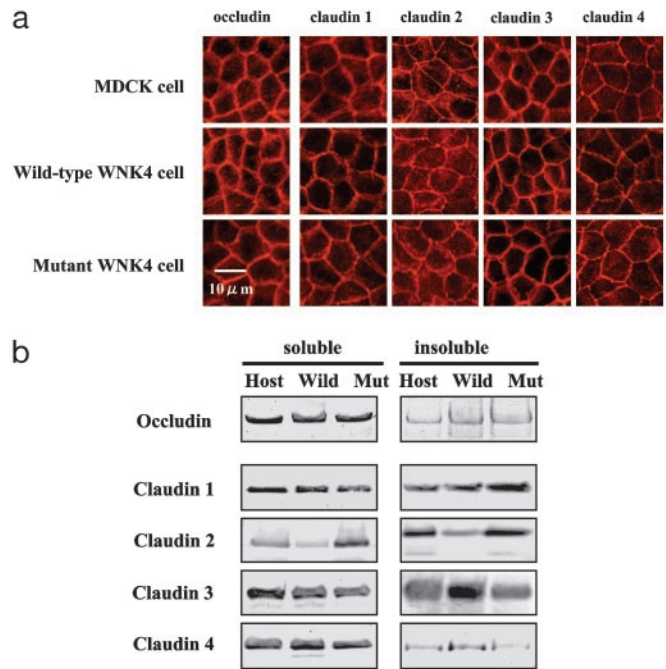 a
occludin claudin 1 claudin 2 claudin 3 claudin 4
MDCK cell
Wild-type WNK4 cell
Mutant WNK4 cell
10 μm
b
soluble insoluble
Host Wild Mut Host Wild Mut
Occludin
Claudin 1
Claudin 2
Claudin 3
Claudin 4